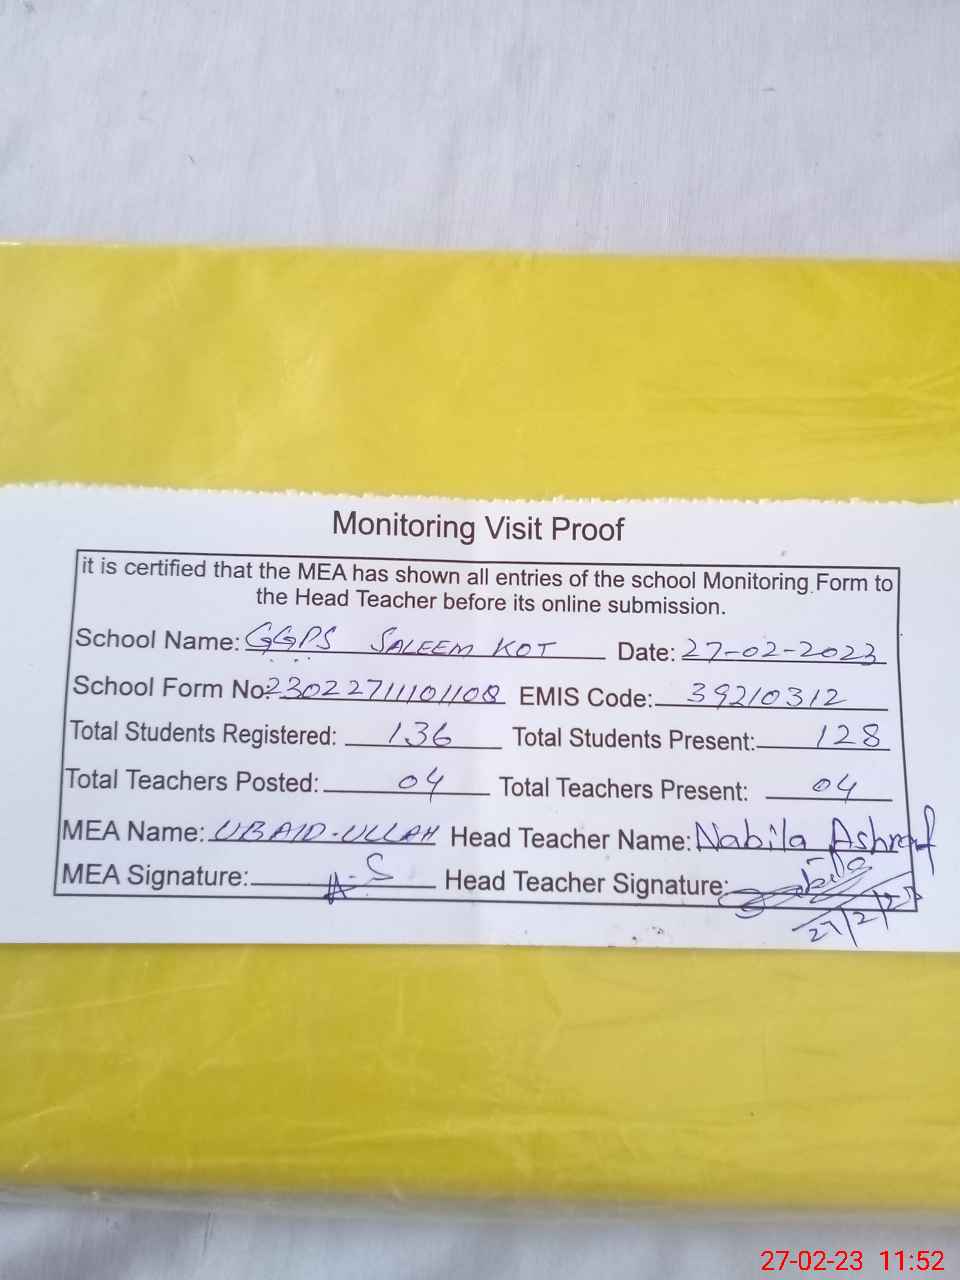 Monitoring Visit Proof
it is certified that the MEA has shown all entries of the school Monitoring Form to
the Head Teacher before its online submission.
School Name: GGPS SALEEM KOT Date: 27-02-2023
School Form No: 23022711101108 EMIS Code: 39210312
Total Students Registered: 136 Total Students Present: 128
Total Teachers Posted: 04 Total Teachers Present: 04
MEA Name: UBAID-ULLAH Head Teacher Name: Nabila Ashraf
MEA Signature: Head Teacher Signature:
27/2/23
27-02-23 11:52